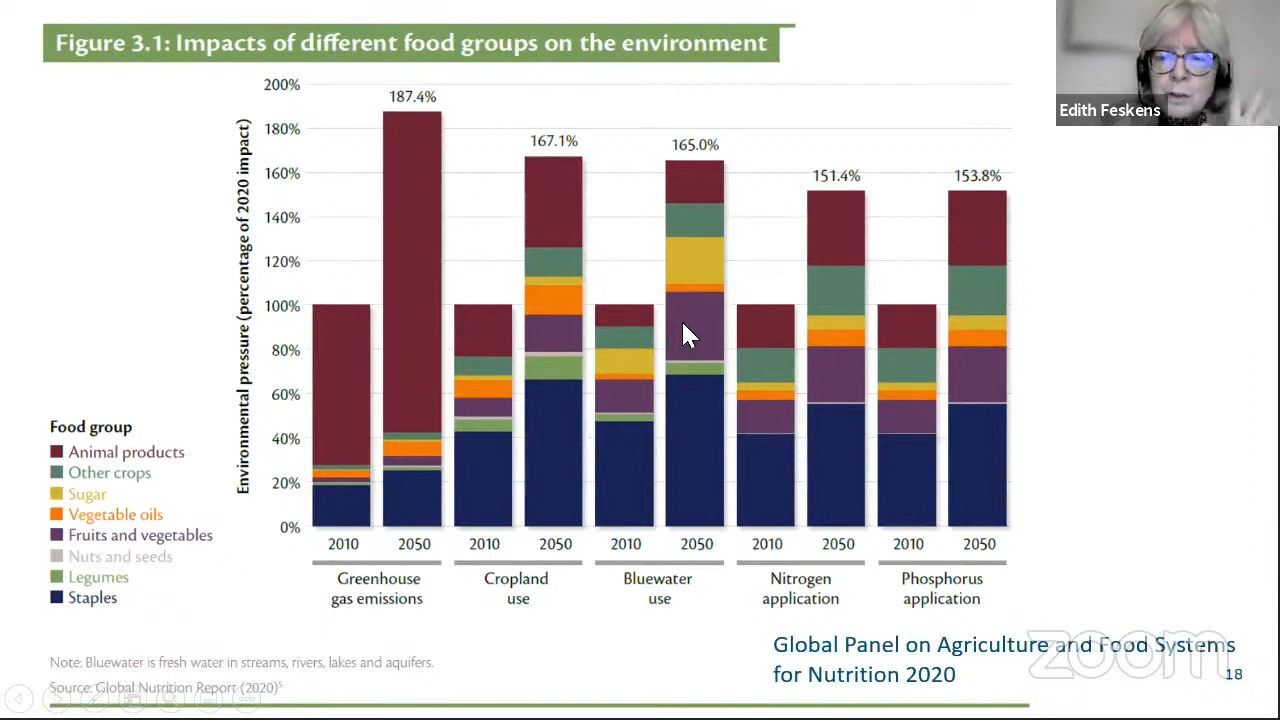 Figure 3.1: Impacts of different food groups on the environment
Edith Feskens
Environmental pressure (percentage of 2020 impact)
200%
180%
160%
140%
120%
100%
80%
60%
40%
20%
0%
187.4%
167.1%
165.0%
151.4%
153.8%
2010 2050 2010 2050 2010 2050 2010 2050 2010 2050
Greenhouse gas emissions
Cropland use
Bluewater use
Nitrogen application
Phosphorus application
Food group
Animal products
Other crops
Sugar
Vegetable oils
Fruits and vegetables
Nuts and seeds
Legumes
Staples
Note: Bluewater is fresh water in streams, rivers, lakes and aquifers.
Source: Global Nutrition Report (2020)⁵
Global Panel on Agriculture and Food Systems
for Nutrition 2020
zoom
18